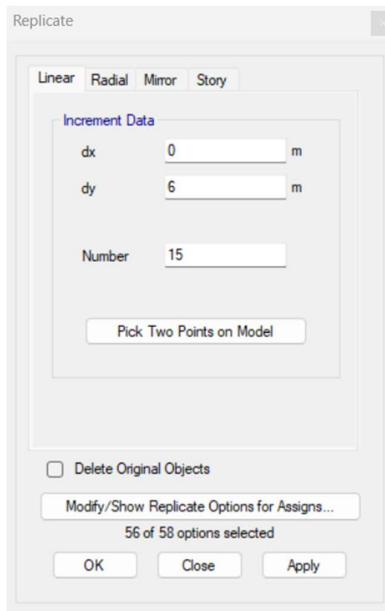 Replicate
Linear Radial Mirror Story
Increment Data
dx 0 m
dy 6 m
Number 15
Pick Two Points on Model
Delete Original Objects
Modify/Show Replicate Options for Assigns...
56 of 58 options selected
OK Close Apply